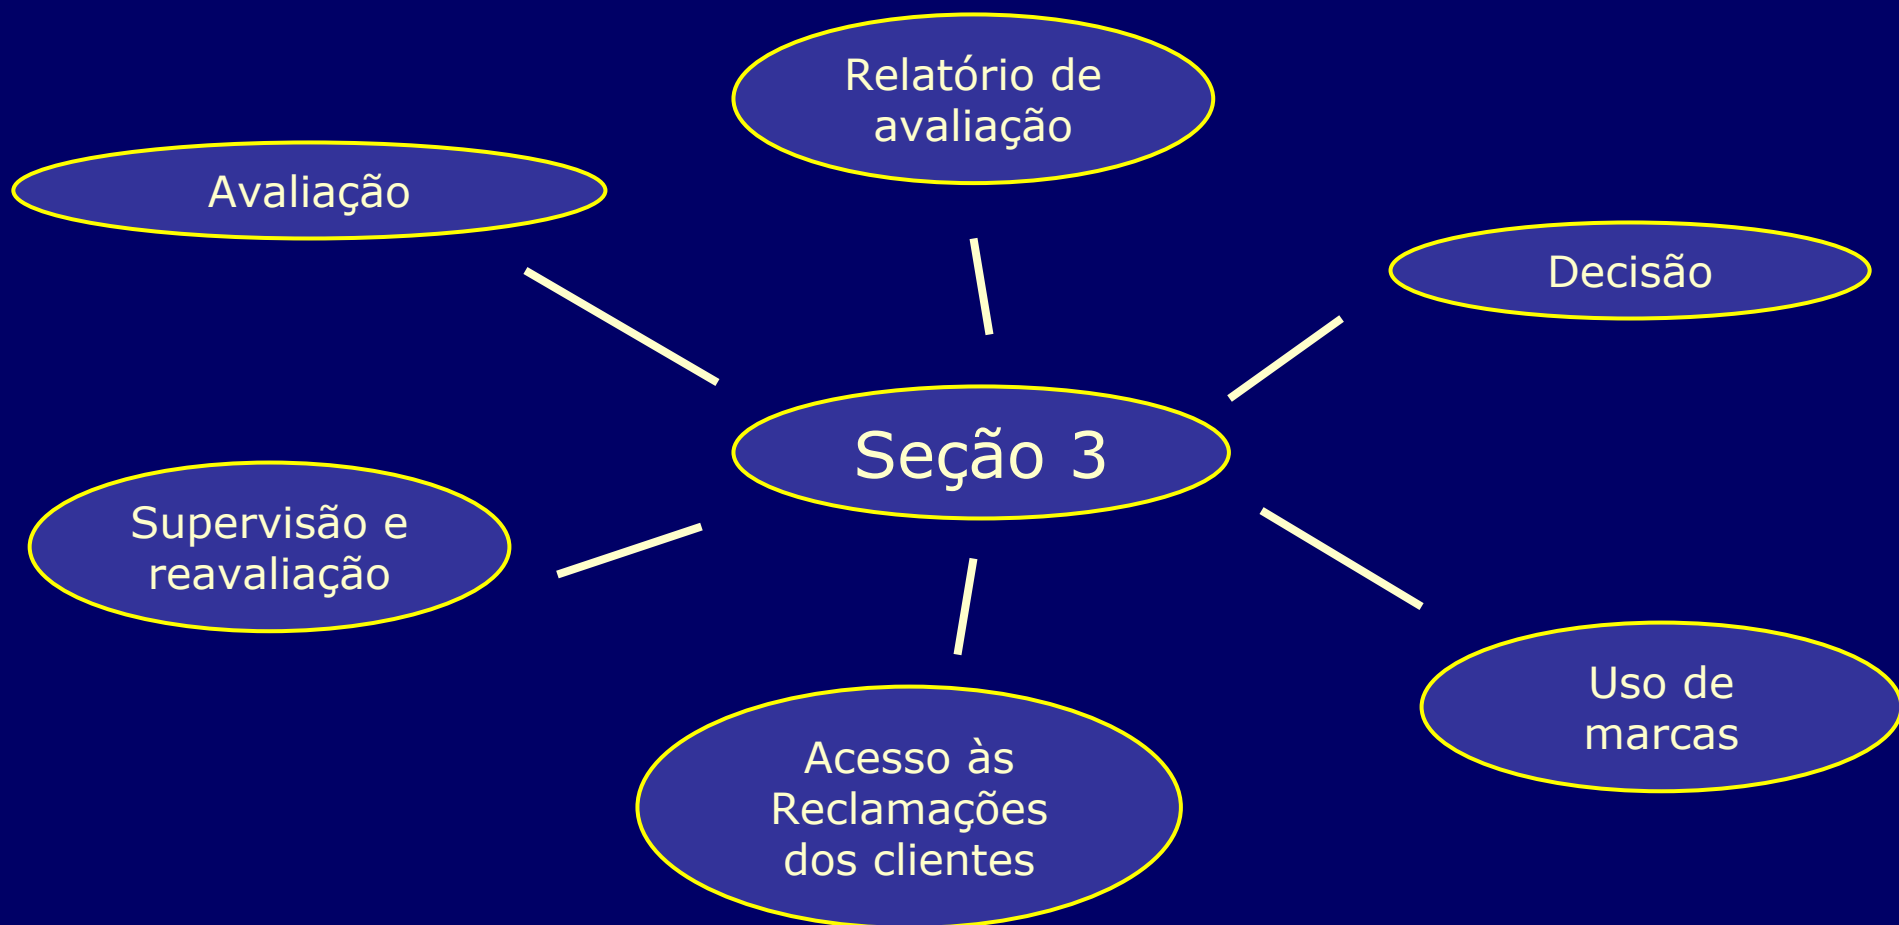 Relatório de
avaliação
Avaliação
Decisão
Seção 3
Supervisão e
reavaliação
Uso de
marcas
Acesso às
Reclamações
dos clientes